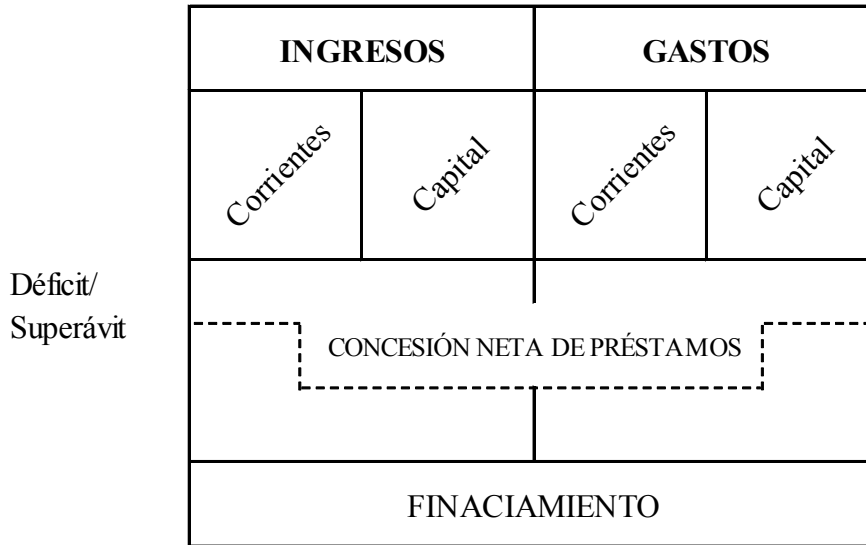 INGRESOS
GASTOS
Corrientes
Capital
Corrientes
Capital
Déficit/
Superávit
CONCESIÓN NETA DE PRÉSTAMOS
FINACIAMIENTO